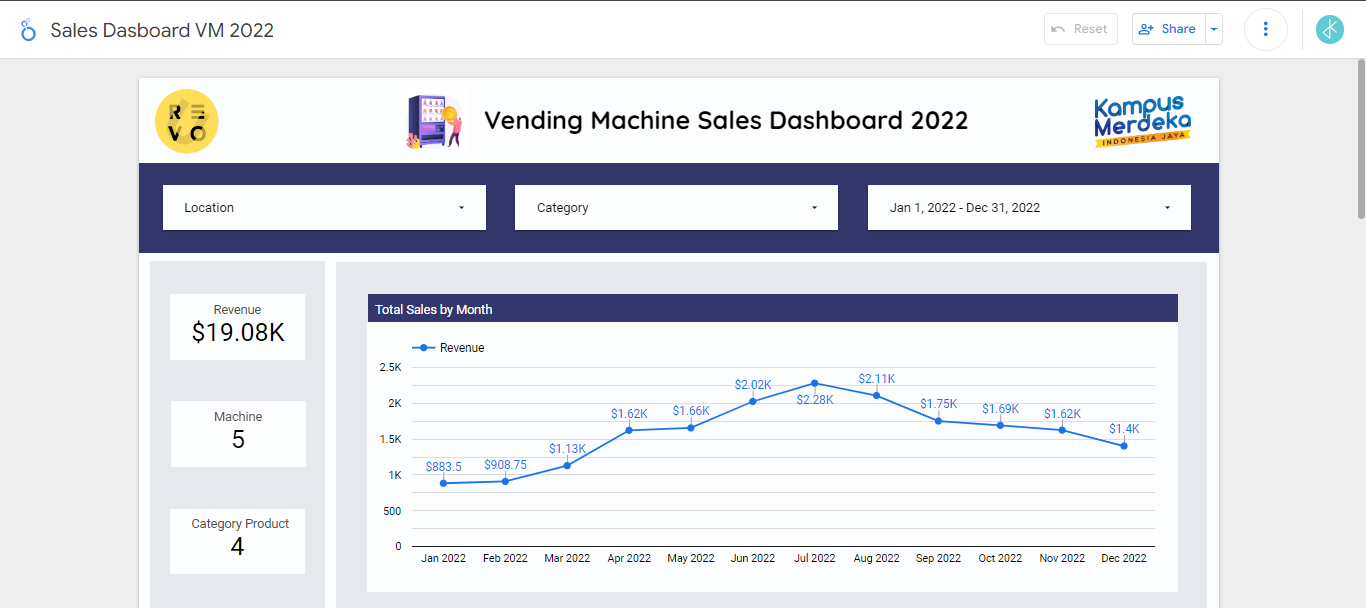 Sales Dasboard VM 2022
Reset
Share
REVO
Vending Machine Sales Dashboard 2022
Kampus
Merdeka
INDONESIA JAYA
Location
Category
Jan 1, 2022 - Dec 31, 2022
Revenue
$19.08K
Machine
5
Category Product
4
Total Sales by Month
Revenue
2.5K
2K
1.5K
1K
500
0
$883.5
$908.75
$1.13K
$1.62K
$1.66K
$2.02K
$2.28K
$2.11K
$1.75K
$1.69K
$1.62K
$1.4K
Jan 2022
Feb 2022
Mar 2022
Apr 2022
May 2022
Jun 2022
Jul 2022
Aug 2022
Sep 2022
Oct 2022
Nov 2022
Dec 2022